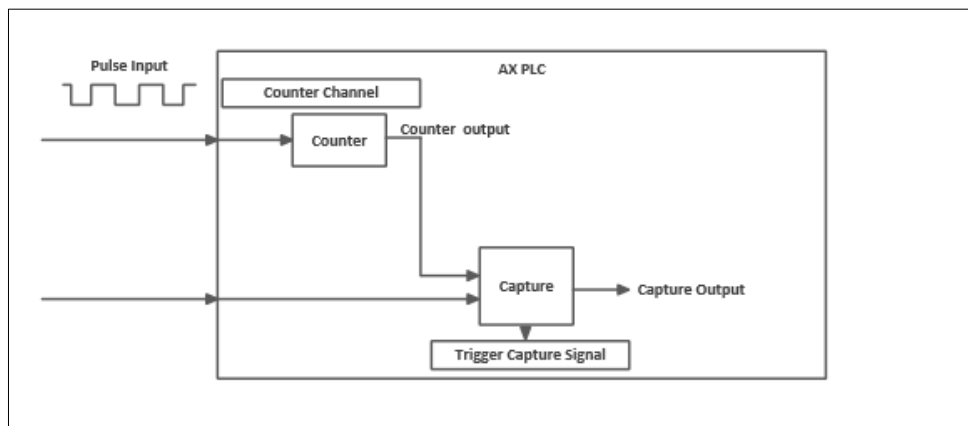 Pulse Input
AX PLC
Counter Channel
Counter
Counter output
Capture
Capture Output
Trigger Capture Signal